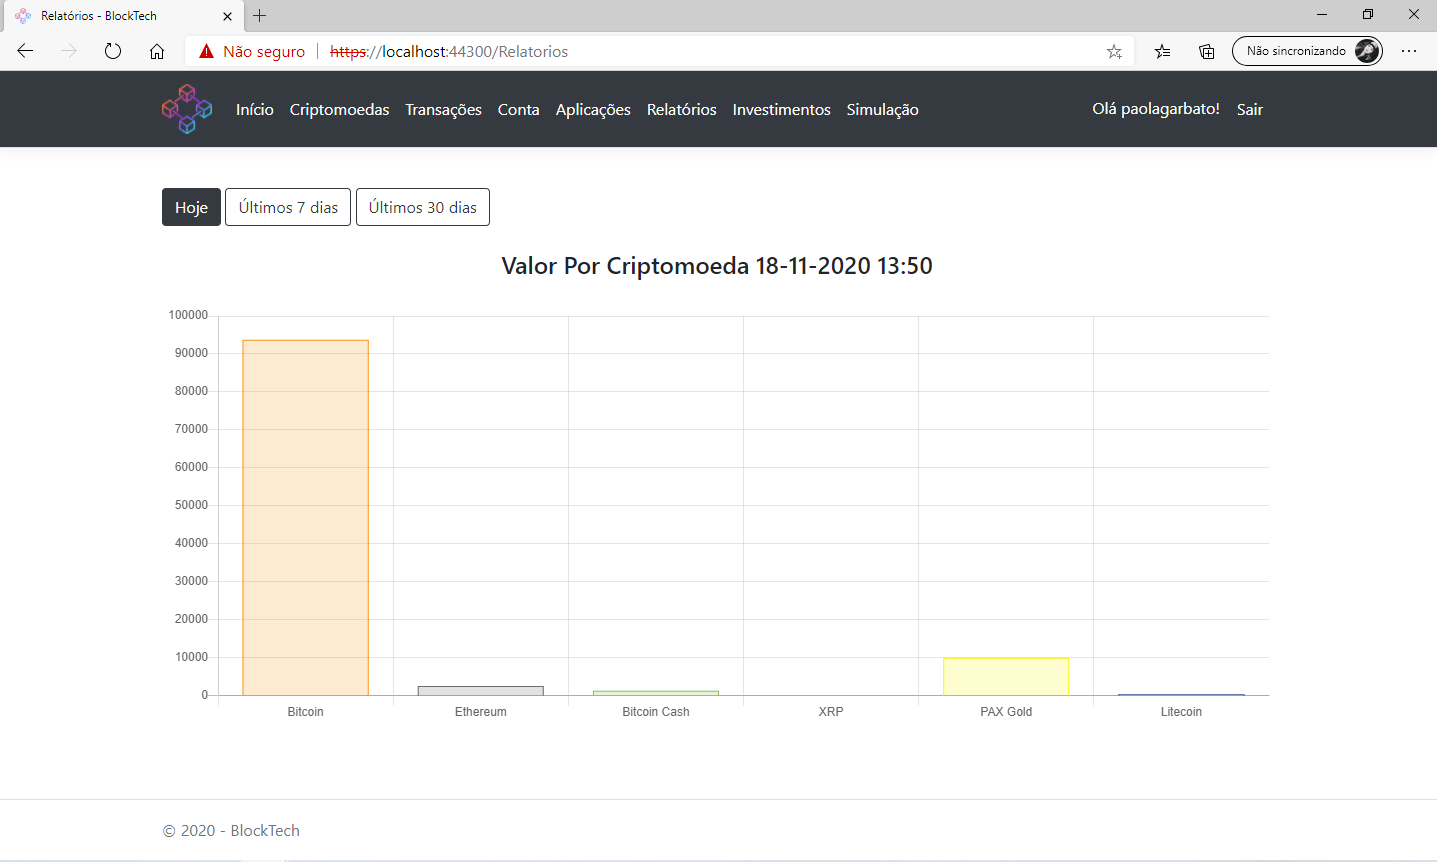 Relatórios - BlockTech
Não seguro https://localhost:44300/Relatorios Não sincronizando
Início Criptomoedas Transações Conta Aplicações Relatórios Investimentos Simulação Olá paolagarbato! Sair
Hoje Últimos 7 dias Últimos 30 dias
Valor Por Criptomoeda 18-11-2020 13:50
100000
90000
80000
70000
60000
50000
40000
30000
20000
10000
0
Bitcoin Ethereum Bitcoin Cash XRP PAX Gold Litecoin
© 2020 - BlockTech